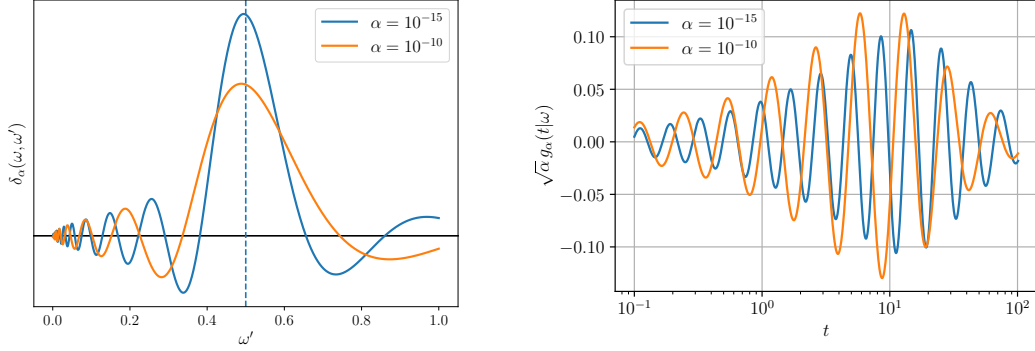 δ_α(ω, ω′)
α = 10^{-15}
α = 10^{-10}
0.0 0.2 0.4 0.6 0.8 1.0
ω′
√α g_α(t|ω)
α = 10^{-15}
α = 10^{-10}
0.10
0.05
0.00
−0.05
−0.10
10^{-1} 10^0 10^1 10^2
t